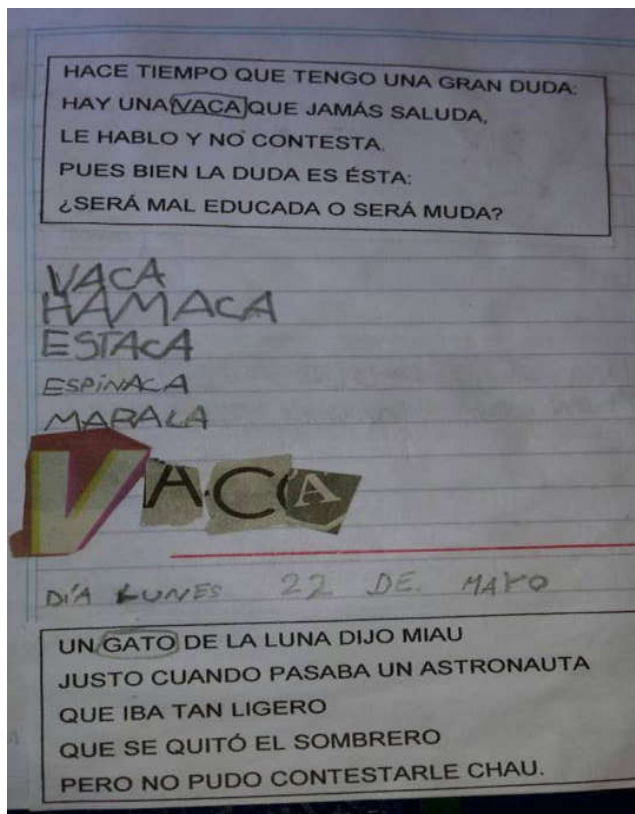 HACE TIEMPO QUE TENGO UNA GRAN DUDA:
HAY UNA VACA QUE JAMÁS SALUDA,
LE HABLO Y NO CONTESTA.
PUES BIEN LA DUDA ES ÉSTA:
¿SERÁ MAL EDUCADA O SERÁ MUDA?
VACA
HAMACA
ESTACA
ESPINACA
MARALA
VACA
DÍA LUNES 22 DE. MAYO
UN GATO DE LA LUNA DIJO MIAU
JUSTO CUANDO PASABA UN ASTRONAUTA
QUE IBA TAN LIGERO
QUE SE QUITÓ EL SOMBRERO
PERO NO PUDO CONTESTARLE CHAU.